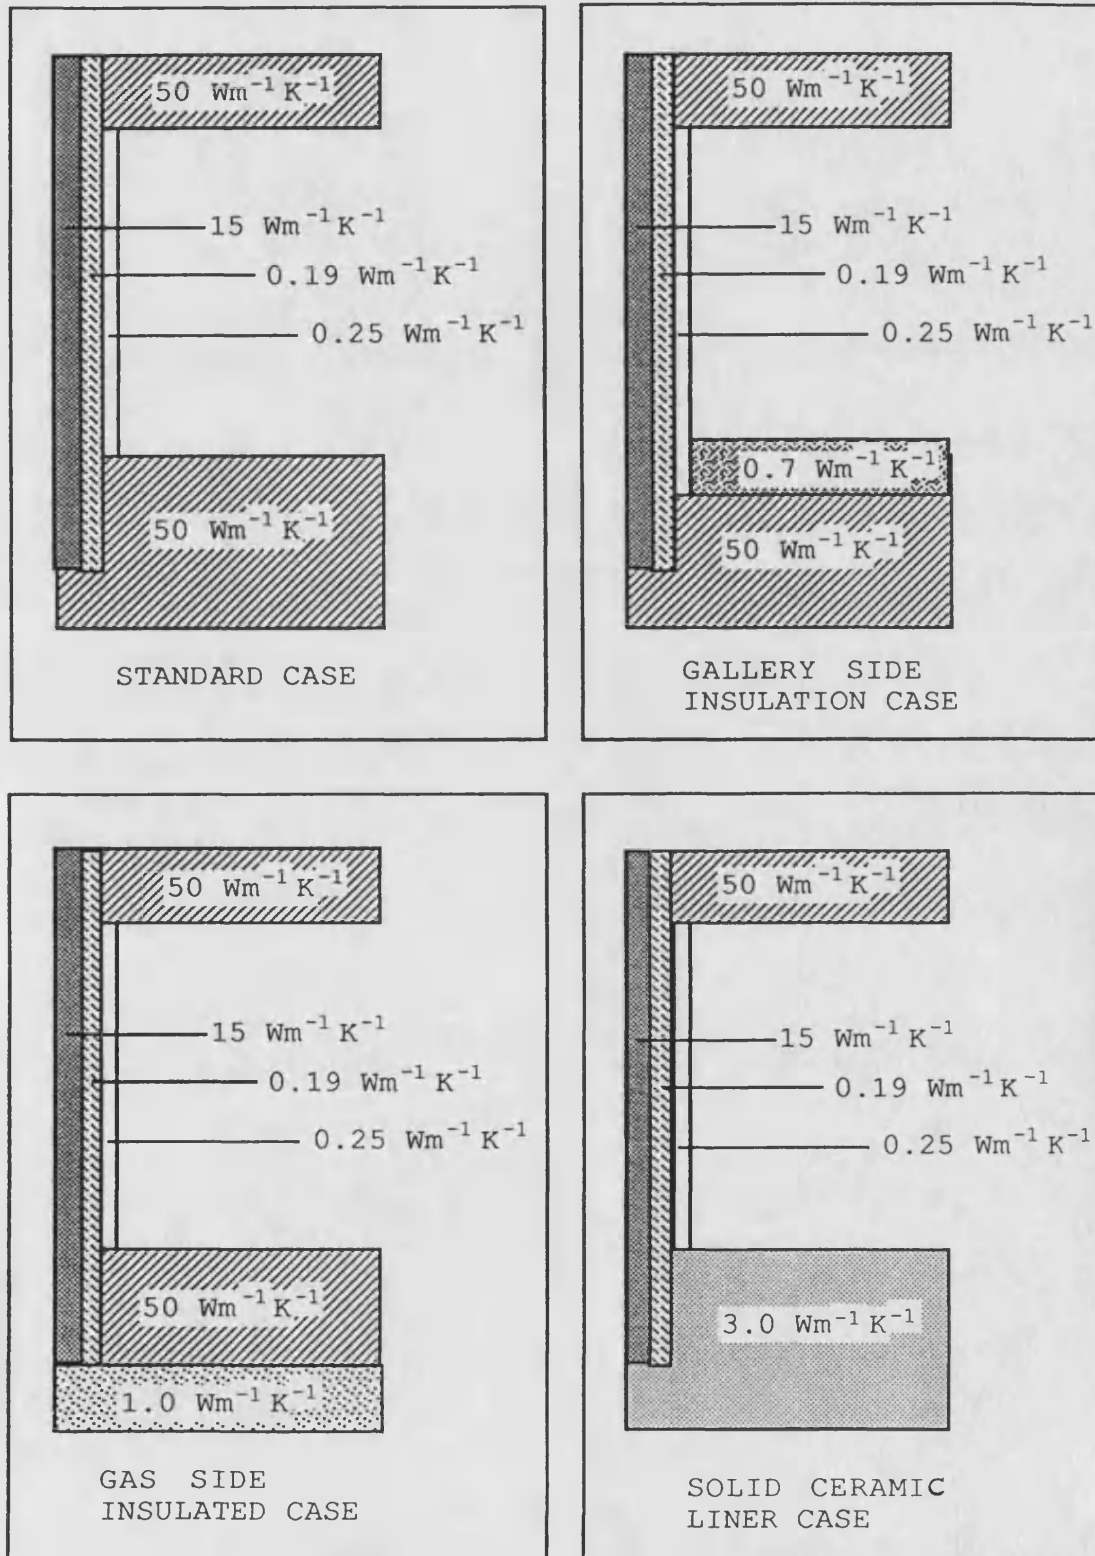 50 Wm⁻¹ K⁻¹
15 Wm⁻¹ K⁻¹
0.19 Wm⁻¹ K⁻¹
0.25 Wm⁻¹ K⁻¹
50 Wm⁻¹ K⁻¹
STANDARD CASE
50 Wm⁻¹ K⁻¹
15 Wm⁻¹ K⁻¹
0.19 Wm⁻¹ K⁻¹
0.25 Wm⁻¹ K⁻¹
0.7 Wm⁻¹ K⁻¹
50 Wm⁻¹ K⁻¹
GALLERY SIDE
INSULATION CASE
50 Wm⁻¹ K⁻¹
15 Wm⁻¹ K⁻¹
0.19 Wm⁻¹ K⁻¹
0.25 Wm⁻¹ K⁻¹
50 Wm⁻¹ K⁻¹
1.0 Wm⁻¹ K⁻¹
GAS SIDE
INSULATED CASE
50 Wm⁻¹ K⁻¹
15 Wm⁻¹ K⁻¹
0.19 Wm⁻¹ K⁻¹
0.25 Wm⁻¹ K⁻¹
3.0 Wm⁻¹ K⁻¹
SOLID CERAMIC
LINER CASE